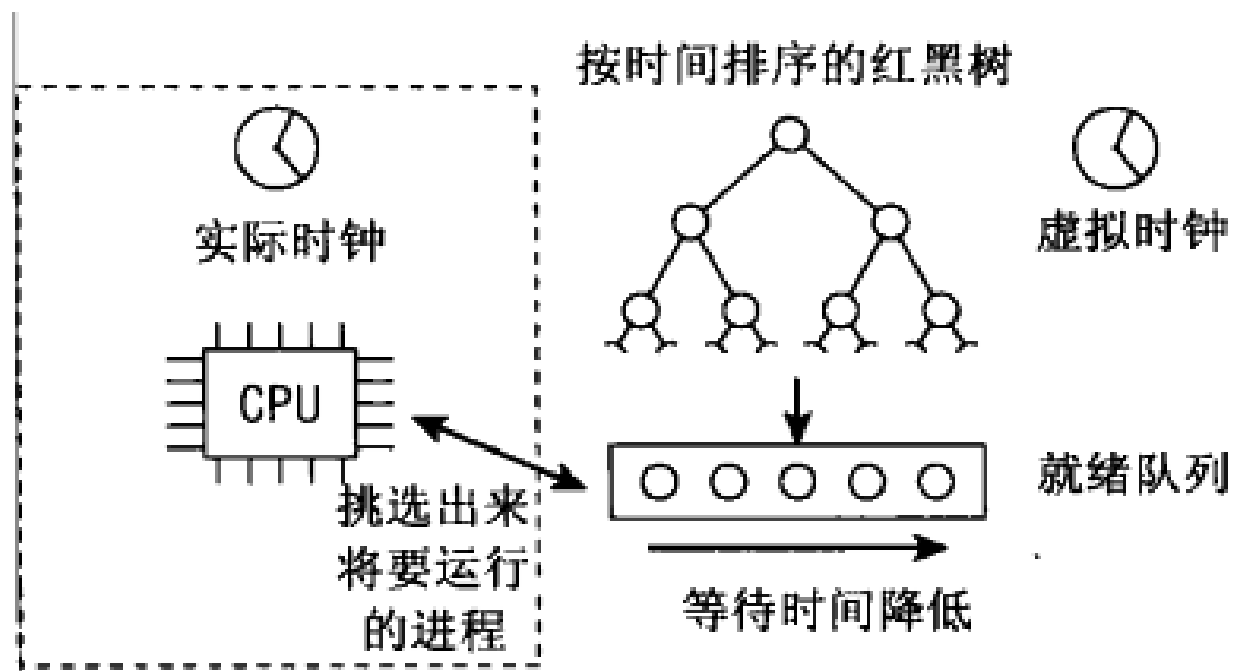 按时间排序的红黑树
实际时钟
虚拟时钟
CPU
就绪队列
挑选出来
将要运行
的进程
等待时间降低